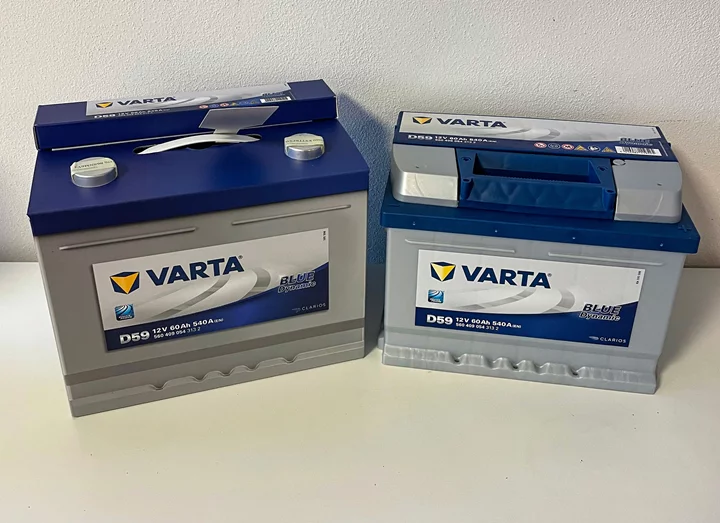 VARTA
D59 12V 60Ah 540A
VARTA
BLUE
Dynamic
D59 12V 60Ah 540A (EN)
560 409 054 313 2
CLARIOS
VARTA
D59 12V 60Ah 540A
BLUE
Dynamic
VARTA
BLUE
Dynamic
D59 12V 60Ah 540A (EN)
560 409 054 313 2
CLARIOS